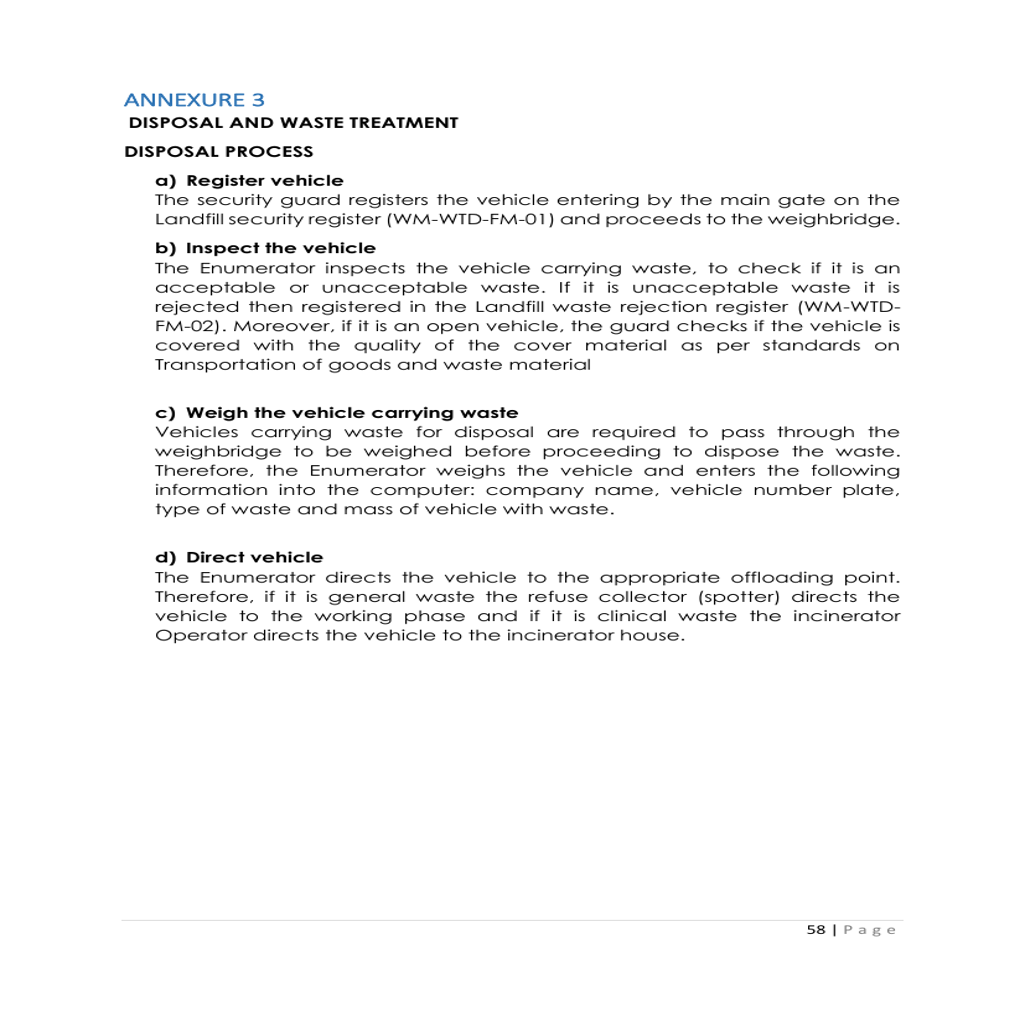 ANNEXURE 3
DISPOSAL AND WASTE TREATMENT
DISPOSAL PROCESS
a) Register vehicle
The security guard registers the vehicle entering by the main gate on the
Landfill security register (WM-WTD-FM-01) and proceeds to the weighbridge.
b) Inspect the vehicle
The Enumerator inspects the vehicle carrying waste, to check if it is an
acceptable or unacceptable waste. If it is unacceptable waste it is
rejected then registered in the Landfill waste rejection register (WM-WTD-
FM-02). Moreover, if it is an open vehicle, the guard checks if the vehicle is
covered with the quality of the cover material as per standards on
Transportation of goods and waste material
c) Weigh the vehicle carrying waste
Vehicles carrying waste for disposal are required to pass through the
weighbridge to be weighed before proceeding to dispose the waste.
Therefore, the Enumerator weighs the vehicle and enters the following
information into the computer: company name, vehicle number plate,
type of waste and mass of vehicle with waste.
d) Direct vehicle
The Enumerator directs the vehicle to the appropriate offloading point.
Therefore, if it is general waste the refuse collector (spotter) directs the
vehicle to the working phase and if it is clinical waste the incinerator
Operator directs the vehicle to the incinerator house.
58 | Page